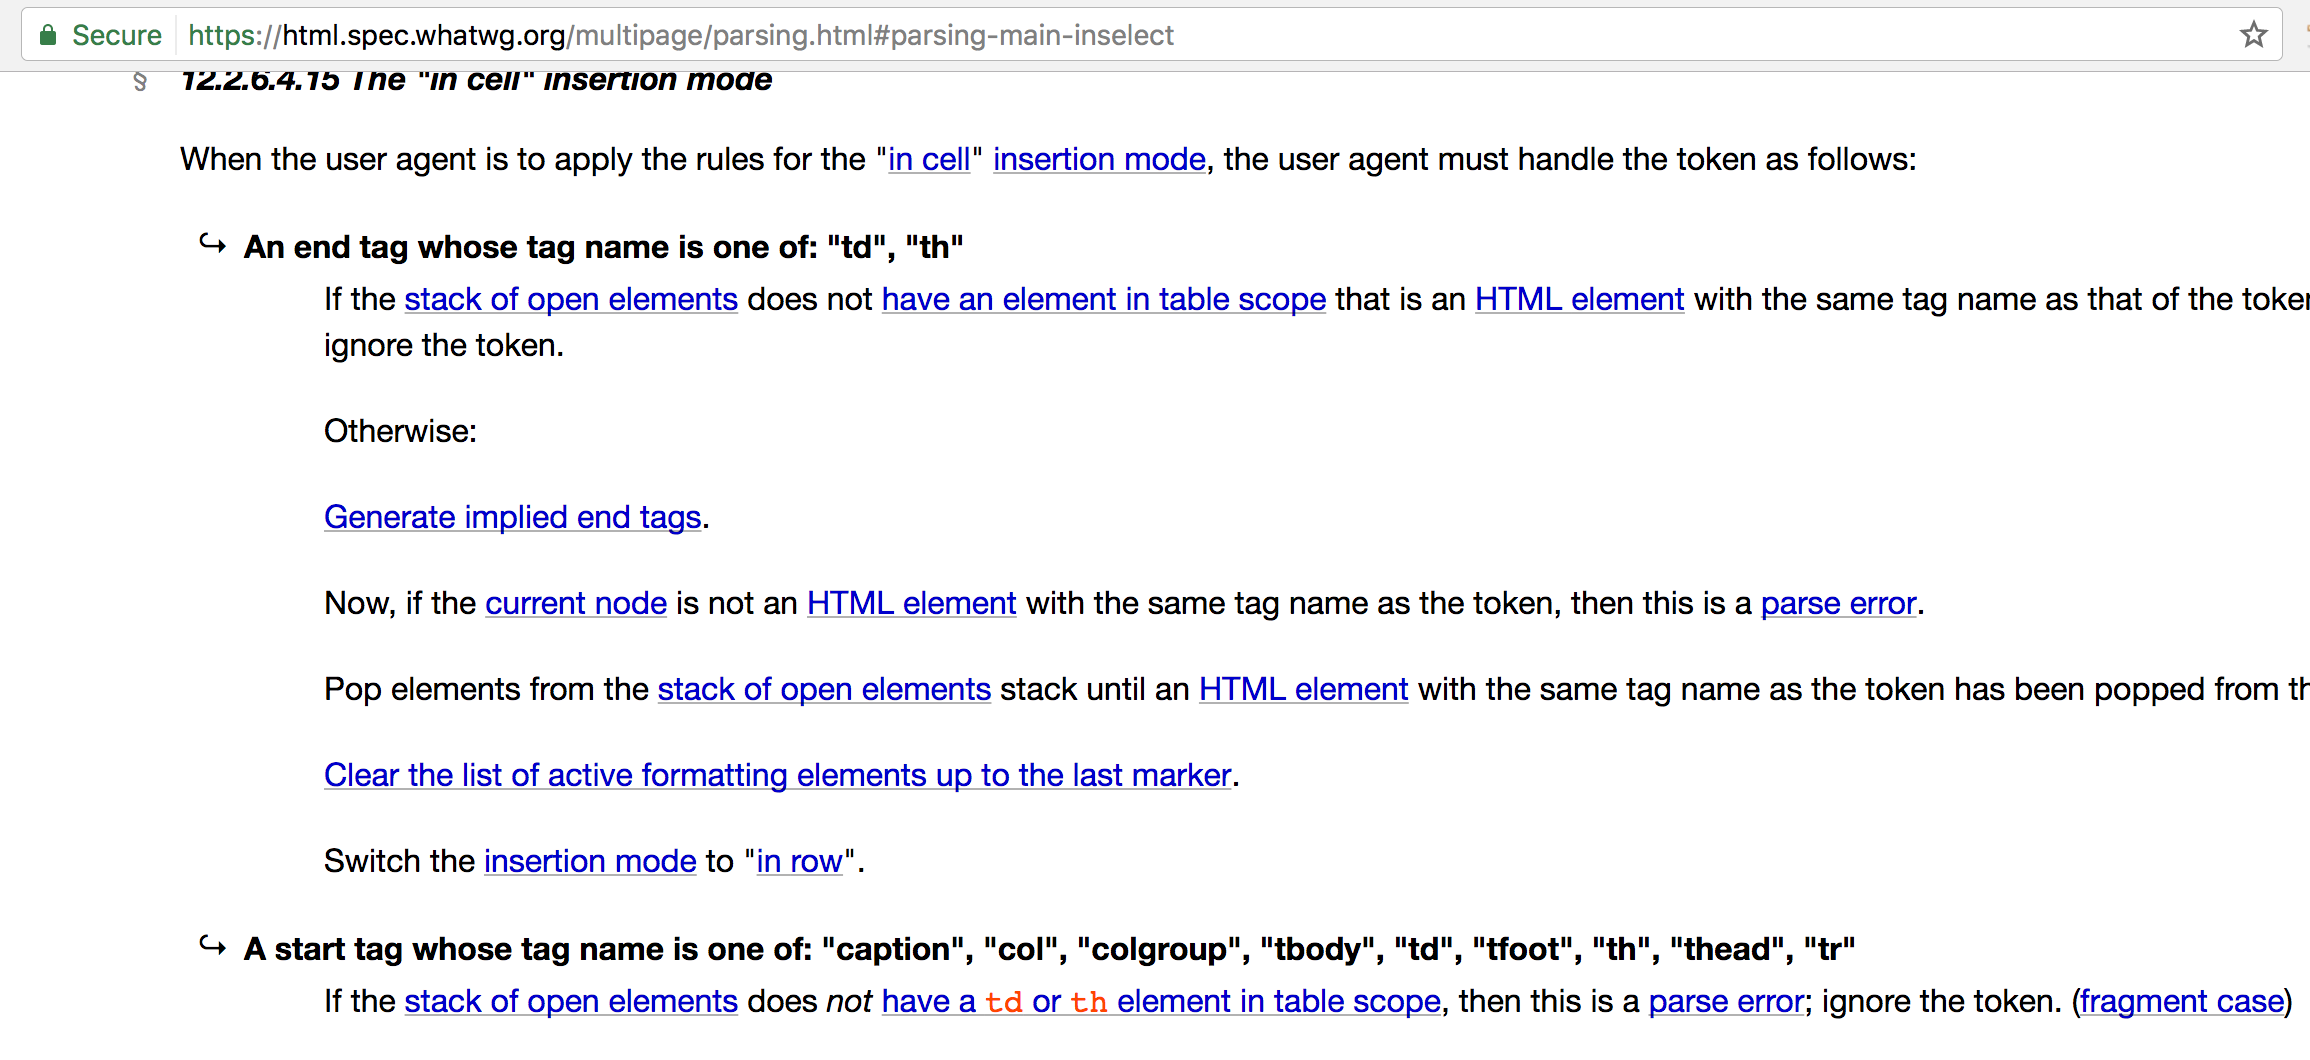 Secure https://html.spec.whatwg.org/multipage/parsing.html#parsing-main-inselect
§ 12.2.6.4.15 The "in cell" insertion mode
When the user agent is to apply the rules for the "in cell" insertion mode, the user agent must handle the token as follows:
↪ An end tag whose tag name is one of: "td", "th"
If the stack of open elements does not have an element in table scope that is an HTML element with the same tag name as that of the token
ignore the token.
Otherwise:
Generate implied end tags.
Now, if the current node is not an HTML element with the same tag name as the token, then this is a parse error.
Pop elements from the stack of open elements stack until an HTML element with the same tag name as the token has been popped from th
Clear the list of active formatting elements up to the last marker.
Switch the insertion mode to "in row".
↪ A start tag whose tag name is one of: "caption", "col", "colgroup", "tbody", "td", "tfoot", "th", "thead", "tr"
If the stack of open elements does not have a td or th element in table scope, then this is a parse error; ignore the token. (fragment case)